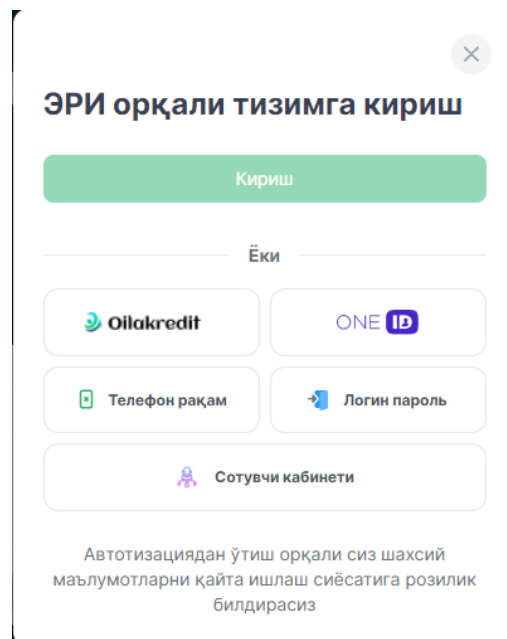 ЭРИ орқали тизимга кириш
Кириш
Ёки
Oilakredit
ONE ID
Телефон рақам
Логин пароль
Сотувчи кабинети
Автотизациядан ўтиш орқали сиз шахсий
маълумотларни қайта ишлаш сиёсатига розилик
билдирасиз